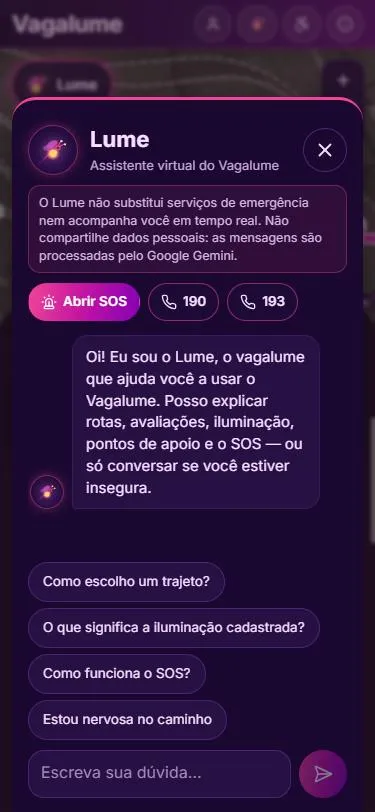 Vagalume
Lume
Lume
Assistente virtual do Vagalume
O Lume não substitui serviços de emergência
nem acompanha você em tempo real. Não
compartilhe dados pessoais: as mensagens são
processadas pelo Google Gemini.
Abrir SOS
190
193
Oi! Eu sou o Lume, o vagalume
que ajuda você a usar o
Vagalume. Posso explicar
rotas, avaliações, iluminação,
pontos de apoio e o SOS — ou
só conversar se você estiver
insegura.
Como escolho um trajeto?
O que significa a iluminação cadastrada?
Como funciona o SOS?
Estou nervosa no caminho
Escreva sua dúvida...